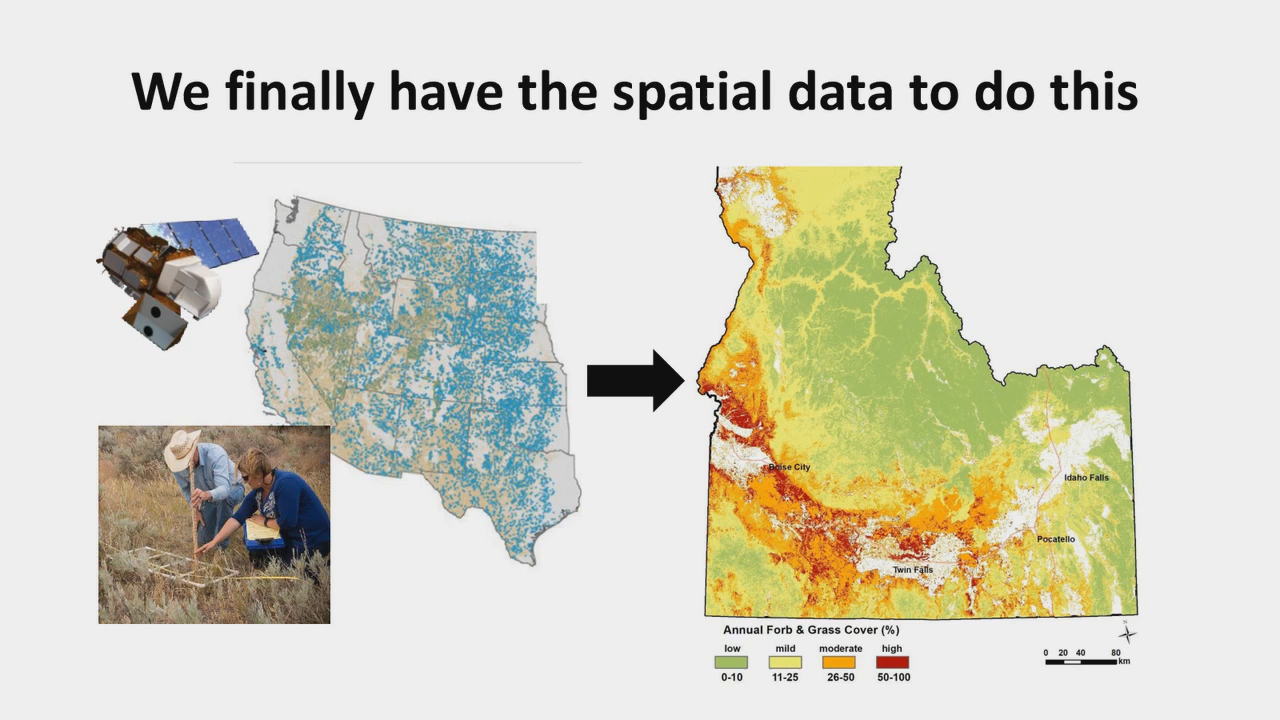 We finally have the spatial data to do this
Boise City
Idaho Falls
Pocatello
Twin Falls
Annual Forb & Grass Cover (%)
low mild moderate high
0-10 11-25 26-50 50-100
N
0 20 40 80
km